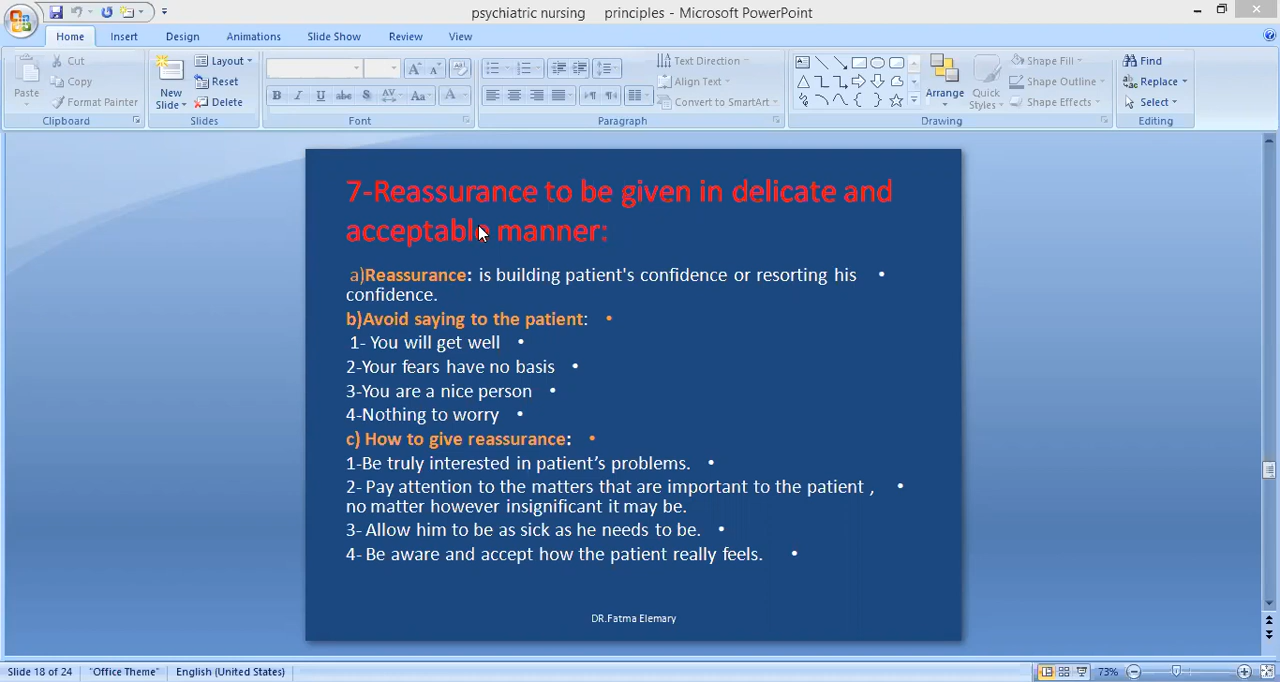 psychiatric nursing principles - Microsoft PowerPoint
Home Insert Design Animations Slide Show Review View
Paste
Cut
Copy
Format Painter
Clipboard
New Slide
Layout
Reset
Delete
Slides
B I U abc S AV Aa A
Font
Text Direction
Align Text
Convert to SmartArt
Paragraph
Arrange
Quick Styles
Shape Fill
Shape Outline
Shape Effects
Drawing
Find
Replace
Select
Editing
7-Reassurance to be given in delicate and
acceptable manner:
a)Reassurance: is building patient's confidence or resorting his
confidence.
b)Avoid saying to the patient:
1- You will get well
2-Your fears have no basis
3-You are a nice person
4-Nothing to worry
c) How to give reassurance:
1-Be truly interested in patient’s problems.
2- Pay attention to the matters that are important to the patient ,
no matter however insignificant it may be.
3- Allow him to be as sick as he needs to be.
4- Be aware and accept how the patient really feels.
DR.Fatma Elemary
Slide 18 of 24 "Office Theme" English (United States) 73%